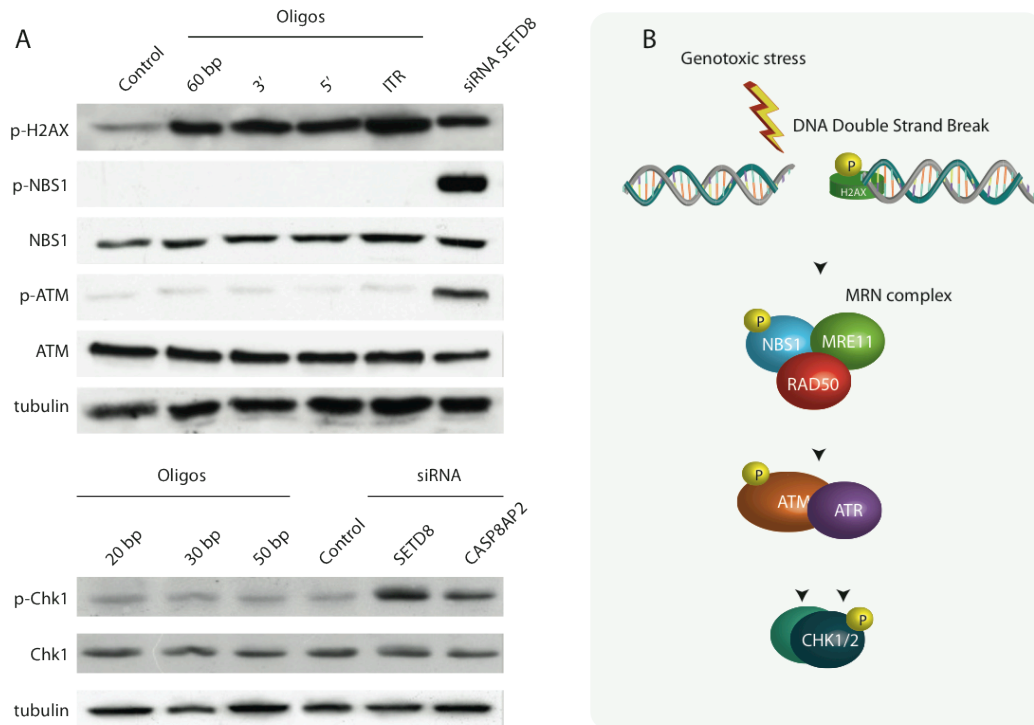 A
Oligos
Control
60 bp
3′
5′
ITR
siRNA SETD8
p-H2AX
p-NBS1
NBS1
p-ATM
ATM
tubulin
Oligos
siRNA
20 bp
30 bp
50 bp
Control
SETD8
CASP8AP2
p-Chk1
Chk1
tubulin
B
Genotoxic stress
DNA Double Strand Break
P
H2AX
MRN complex
P
NBS1
MRE11
RAD50
P
ATM
ATR
P
CHK1/2